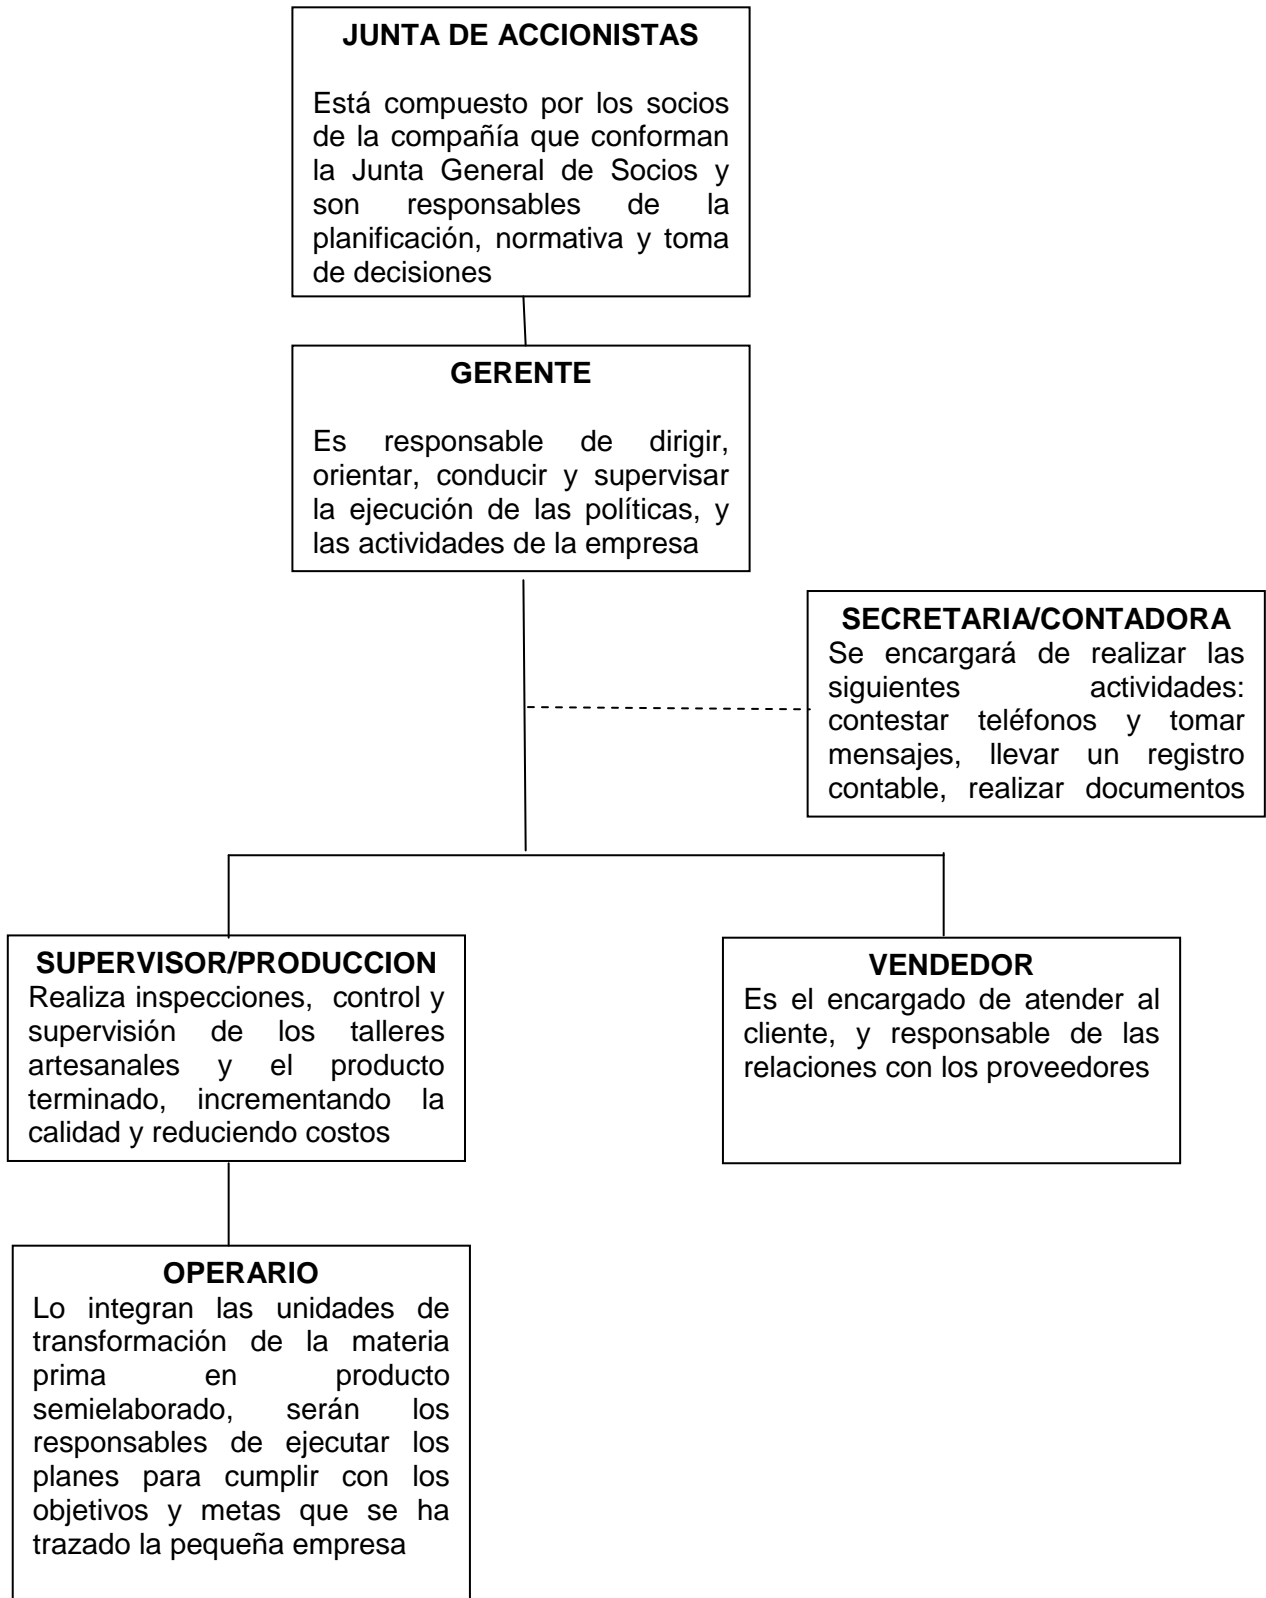 JUNTA DE ACCIONISTAS
Está compuesto por los socios
de la compañía que conforman
la Junta General de Socios y
son responsables de la
planificación, normativa y toma
de decisiones
GERENTE
Es responsable de dirigir,
orientar, conducir y supervisar
la ejecución de las políticas, y
las actividades de la empresa
SECRETARIA/CONTADORA
Se encargará de realizar las
siguientes actividades:
contestar teléfonos y tomar
mensajes, llevar un registro
contable, realizar documentos
SUPERVISOR/PRODUCCION
Realiza inspecciones, control y
supervisión de los talleres
artesanales y el producto
terminado, incrementando la
calidad y reduciendo costos
VENDEDOR
Es el encargado de atender al
cliente, y responsable de las
relaciones con los proveedores
OPERARIO
Lo integran las unidades de
transformación de la materia
prima en producto
semielaborado, serán los
responsables de ejecutar los
planes para cumplir con los
objetivos y metas que se ha
trazado la pequeña empresa